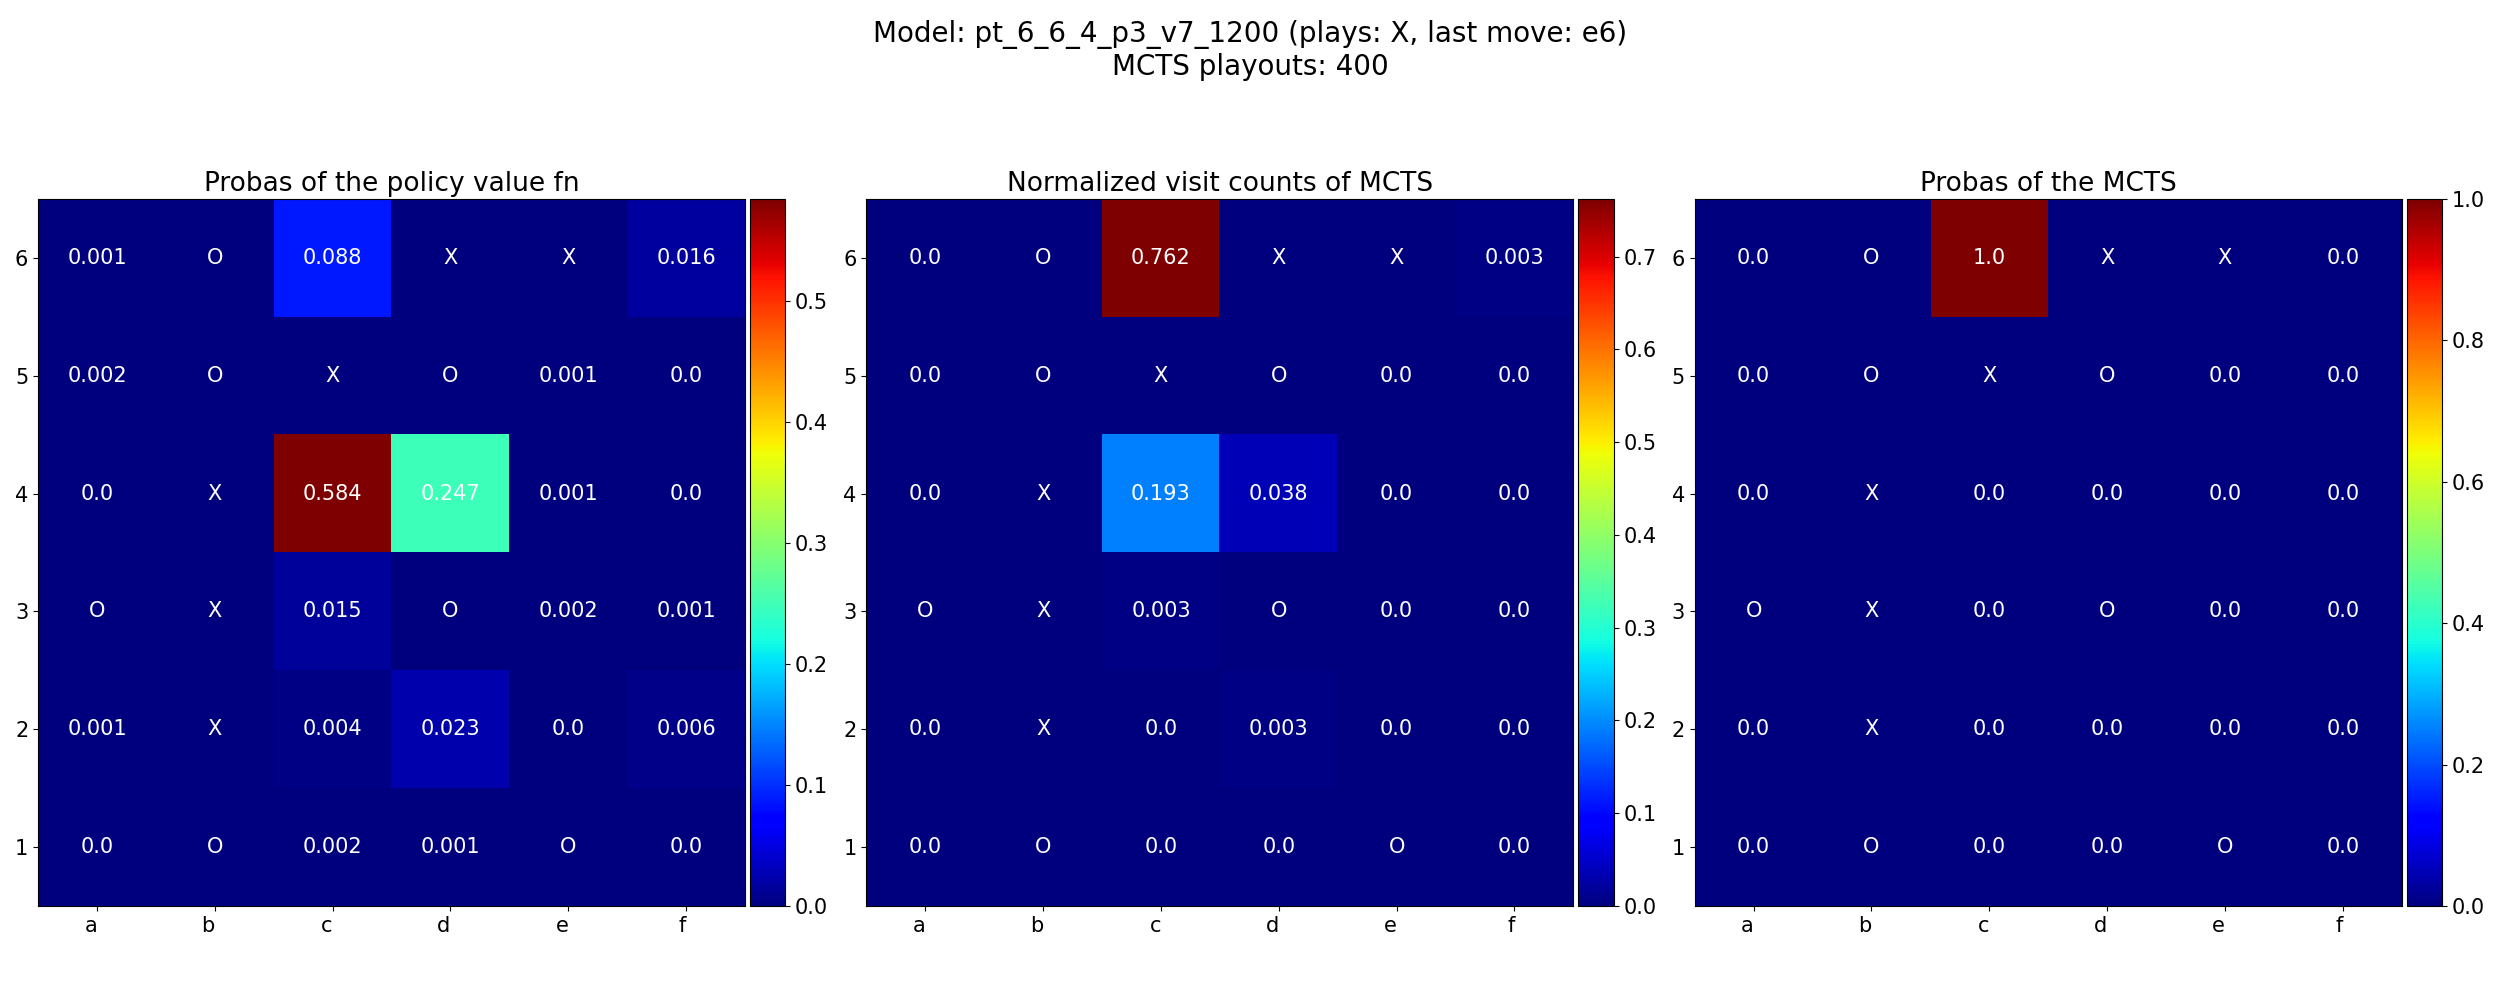 Model: pt_6_6_4_p3_v7_1200 (plays: X, last move: e6)
MCTS playouts: 400
Probas of the policy value fn
6 0.001 O 0.088 X X 0.016
5 0.002 O X O 0.001 0.0
4 0.0 X 0.584 0.247 0.001 0.0
3 O X 0.015 O 0.002 0.001
2 0.001 X 0.004 0.023 0.0 0.006
1 0.0 O 0.002 0.001 O 0.0
a b c d e f
0.5
0.4
0.3
0.2
0.1
0.0
Normalized visit counts of MCTS
6 0.0 O 0.762 X X 0.003
5 0.0 O X O 0.0 0.0
4 0.0 X 0.193 0.038 0.0 0.0
3 O X 0.003 O 0.0 0.0
2 0.0 X 0.0 0.003 0.0 0.0
1 0.0 O 0.0 0.0 O 0.0
a b c d e f
0.7
0.6
0.5
0.4
0.3
0.2
0.1
0.0
Probas of the MCTS
6 0.0 O 1.0 X X 0.0
5 0.0 O X O 0.0 0.0
4 0.0 X 0.0 0.0 0.0 0.0
3 O X 0.0 O 0.0 0.0
2 0.0 X 0.0 0.0 0.0 0.0
1 0.0 O 0.0 0.0 O 0.0
a b c d e f
1.0
0.8
0.6
0.4
0.2
0.0